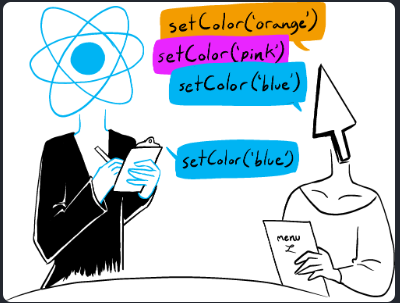 setColor('orange')
setColor('pink')
setColor('blue')
setColor('blue')
menu